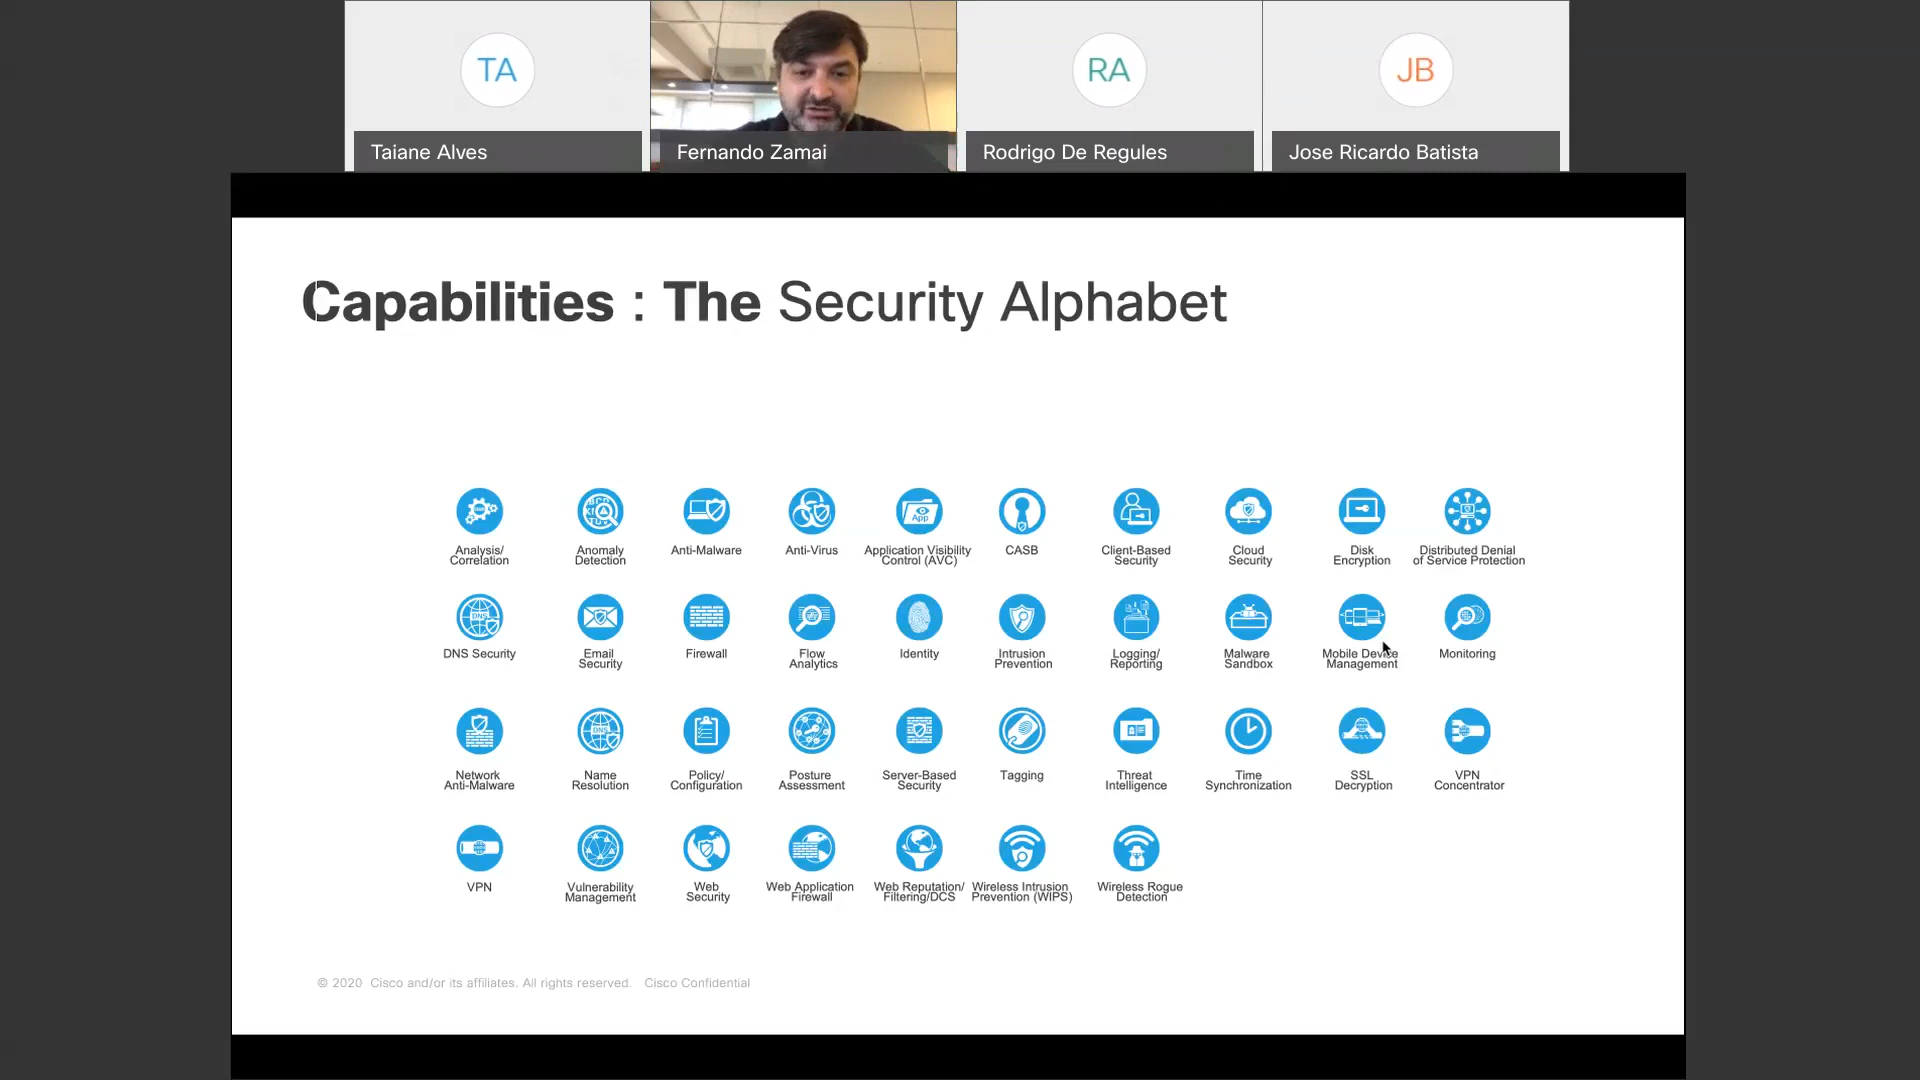 TA
RA
JB
Taiane Alves
Fernando Zamai
Rodrigo De Regules
Jose Ricardo Batista
Capabilities : The Security Alphabet
App
Analysis/
Correlation
Anomaly
Detection
Anti-Malware
Anti-Virus
Application Visibility
Control (AVC)
CASB
Client-Based
Security
Cloud
Security
Disk
Encryption
Distributed Denial
of Service Protection
DNS
DNS Security
Email
Security
Firewall
Flow
Analytics
Identity
Intrusion
Prevention
Logging/
Reporting
Malware
Sandbox
Mobile Device
Management
Monitoring
DNS
Network
Anti-Malware
Name
Resolution
Policy/
Configuration
Posture
Assessment
Server-Based
Security
Tagging
Threat
Intelligence
Time
Synchronization
SSL
Decryption
VPN
Concentrator
VPN
Vulnerability
Management
Web
Security
Web Application
Firewall
Web Reputation/
Filtering/DCS
Wireless Intrusion
Prevention (WIPS)
Wireless Rogue
Detection
© 2020 Cisco and/or its affiliates. All rights reserved. Cisco Confidential